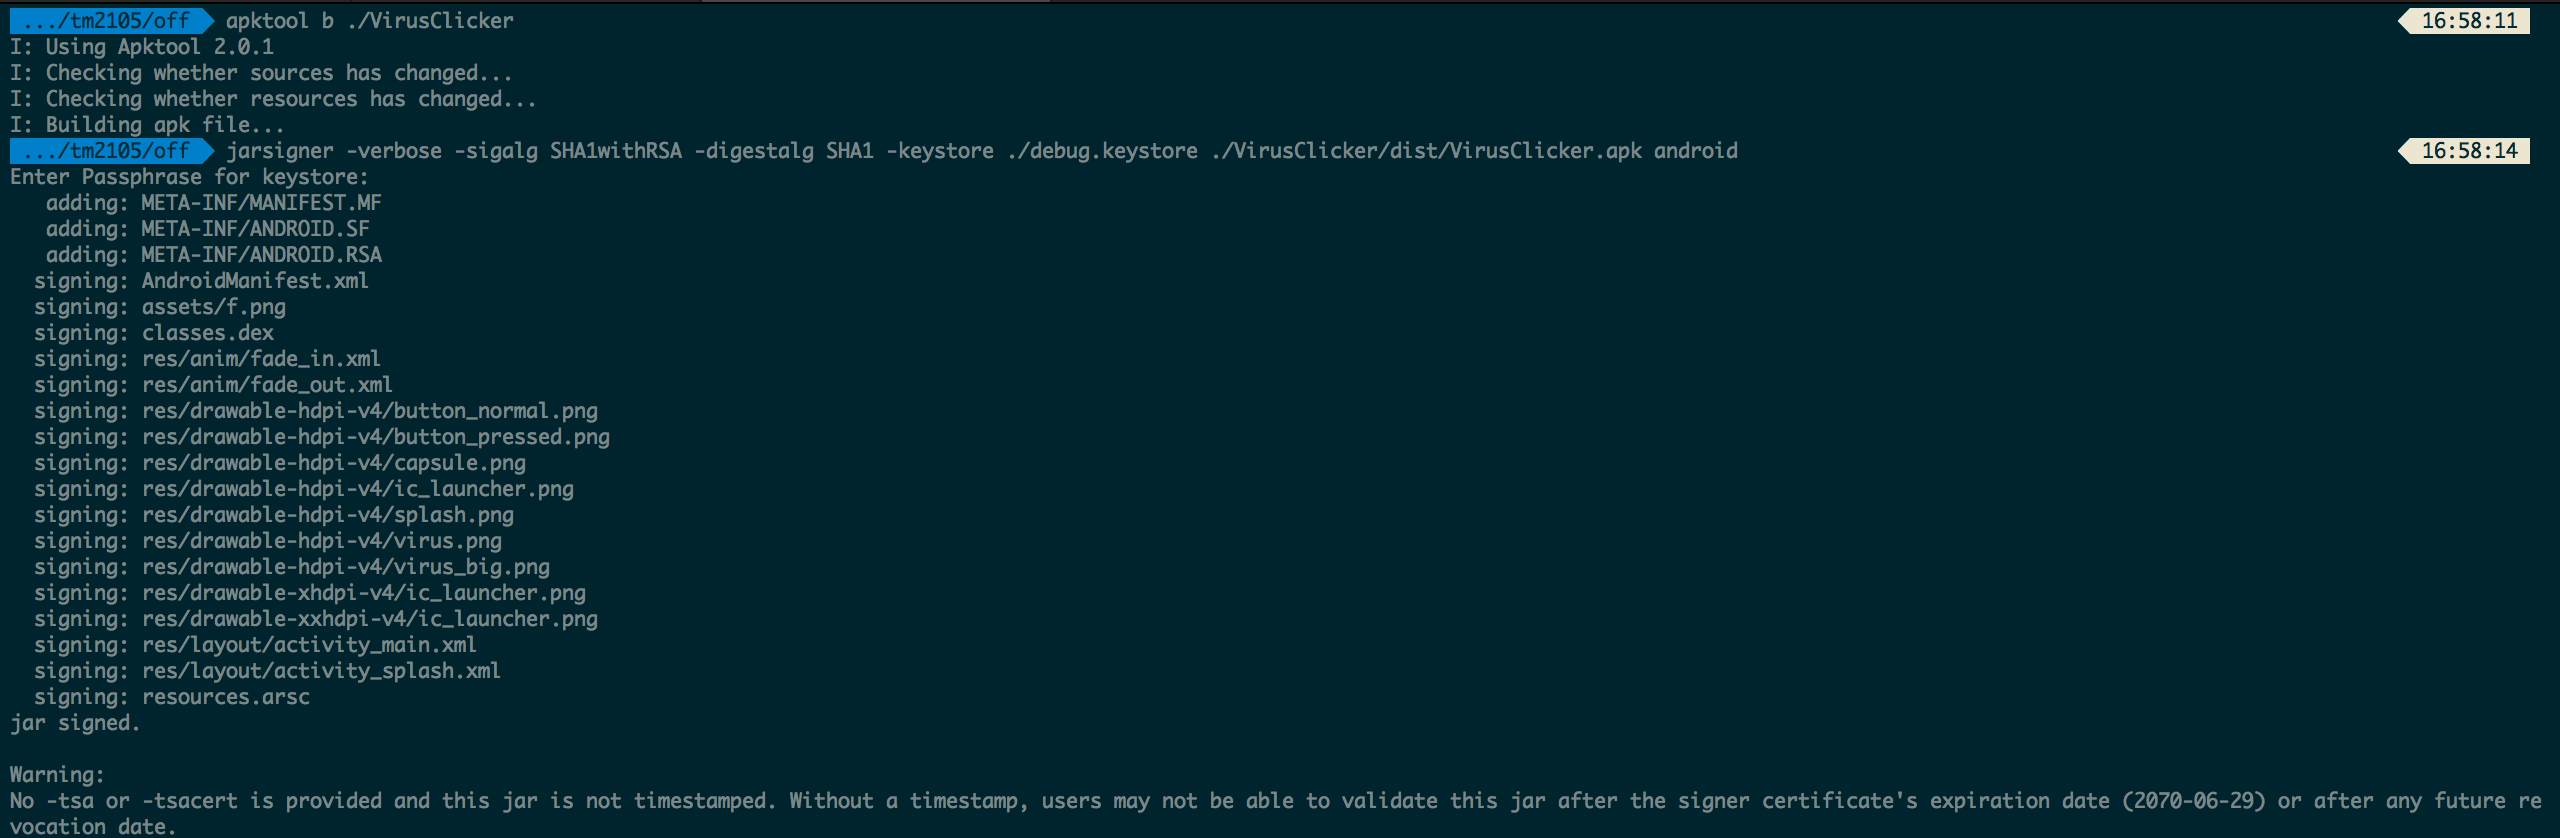 .../tm2105/off apktool b ./VirusClicker 16:58:11
I: Using Apktool 2.0.1
I: Checking whether sources has changed...
I: Checking whether resources has changed...
I: Building apk file...
.../tm2105/off jarsigner -verbose -sigalg SHA1withRSA -digestalg SHA1 -keystore ./debug.keystore ./VirusClicker/dist/VirusClicker.apk android 16:58:14
Enter Passphrase for keystore:
   adding: META-INF/MANIFEST.MF
   adding: META-INF/ANDROID.SF
   adding: META-INF/ANDROID.RSA
  signing: AndroidManifest.xml
  signing: assets/f.png
  signing: classes.dex
  signing: res/anim/fade_in.xml
  signing: res/anim/fade_out.xml
  signing: res/drawable-hdpi-v4/button_normal.png
  signing: res/drawable-hdpi-v4/button_pressed.png
  signing: res/drawable-hdpi-v4/capsule.png
  signing: res/drawable-hdpi-v4/ic_launcher.png
  signing: res/drawable-hdpi-v4/splash.png
  signing: res/drawable-hdpi-v4/virus.png
  signing: res/drawable-hdpi-v4/virus_big.png
  signing: res/drawable-xhdpi-v4/ic_launcher.png
  signing: res/drawable-xxhdpi-v4/ic_launcher.png
  signing: res/layout/activity_main.xml
  signing: res/layout/activity_splash.xml
  signing: resources.arsc
jar signed.

Warning:
No -tsa or -tsacert is provided and this jar is not timestamped. Without a timestamp, users may not be able to validate this jar after the signer certificate's expiration date (2070-06-29) or after any future re
vocation date.